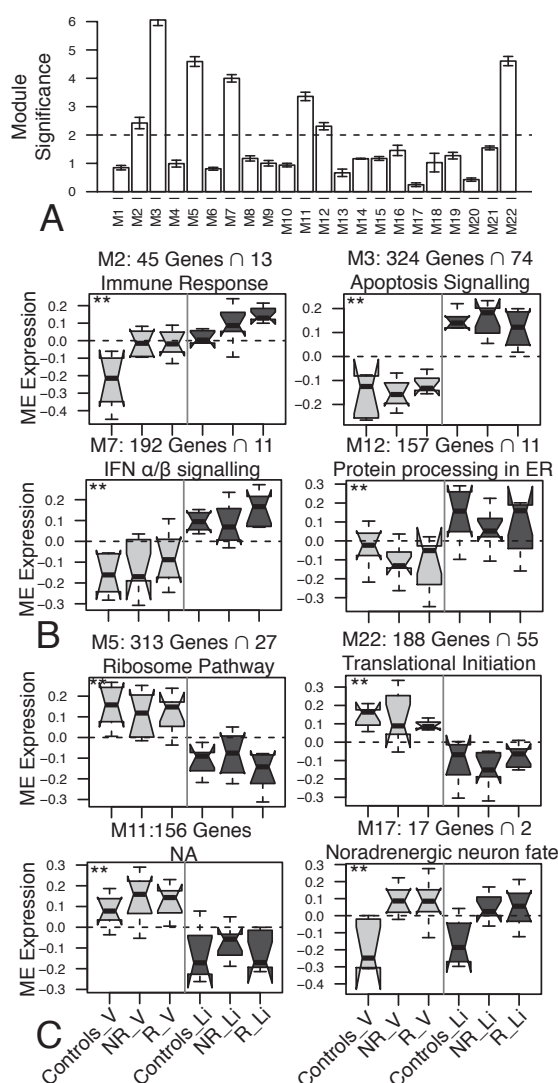 Module Significance
6
5
4
3
2
1
0
M1 M2 M3 M4 M5 M6 M7 M8 M9 M10 M11 M12 M13 M14 M15 M16 M17 M18 M19 M20 M21 M22
A
M2: 45 Genes ∩ 13
Immune Response
M3: 324 Genes ∩ 74
Apoptosis Signalling
ME Expression
0.2
0.1
0.0
−0.1
−0.2
−0.3
−0.4
**
0.2
0.1
0.0
−0.1
−0.2
**
M7: 192 Genes ∩ 11
IFN α/β signalling
M12: 157 Genes ∩ 11
Protein processing in ER
ME Expression
0.2
0.1
0.0
−0.1
−0.2
−0.3
**
0.3
0.2
0.1
0.0
−0.1
−0.2
−0.3
**
B
M5: 313 Genes ∩ 27
Ribosome Pathway
M22: 188 Genes ∩ 55
Translational Initiation
ME Expression
0.2
0.1
0.0
−0.1
−0.2
−0.3
**
0.3
0.2
0.1
0.0
−0.1
−0.2
−0.3
**
M11:156 Genes
NA
M17: 17 Genes ∩ 2
Noradrenergic neuron fate
ME Expression
0.3
0.2
0.1
0.0
−0.1
−0.2
−0.3
**
0.3
0.2
0.1
0.0
−0.1
−0.2
−0.3
−0.4
**
C
Controls_V NR_V R_V Controls_Li NR_Li R_Li
Controls_V NR_V R_V Controls_Li NR_Li R_Li